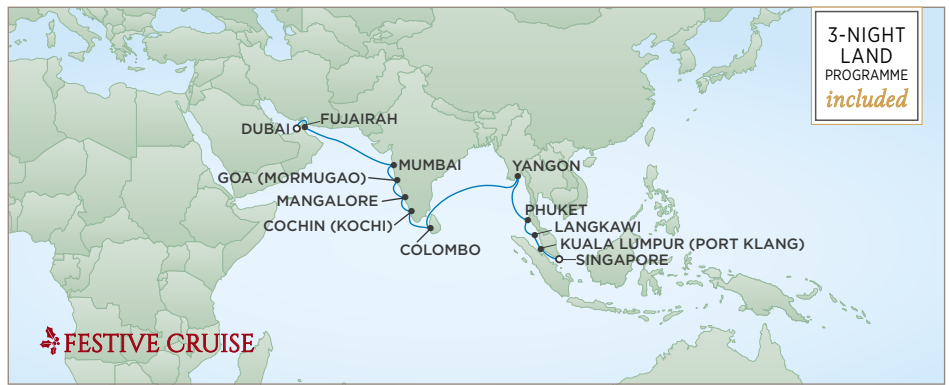 3-NIGHT
LAND
PROGRAMME
included
FUJAIRAH
DUBAI
MUMBAI
GOA (MORMUGAO)
MANGALORE
COCHIN (KOCHI)
COLOMBO
YANGON
PHUKET
LANGKAWI
KUALA LUMPUR (PORT KLANG)
SINGAPORE
FESTIVE CRUISE